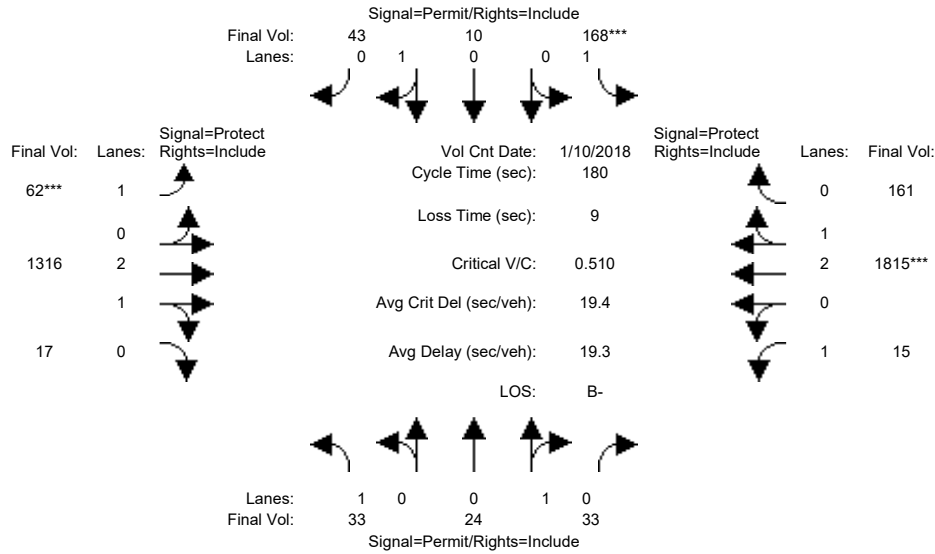 Signal=Permit/Rights=Include
Final Vol: 43 10 168***
Lanes: 0 1 0 0 1
Signal=Protect Signal=Protect
Final Vol: Lanes: Rights=Include Vol Cnt Date: 1/10/2018 Rights=Include Lanes: Final Vol:
Cycle Time (sec): 180
62*** 1 0 161
Loss Time (sec): 9
0 1
1316 2 Critical V/C: 0.510 2 1815***
1 Avg Crit Del (sec/veh): 19.4 0
17 0 Avg Delay (sec/veh): 19.3 1 15
LOS: B-
Lanes: 1 0 0 1 0
Final Vol: 33 24 33
Signal=Permit/Rights=Include